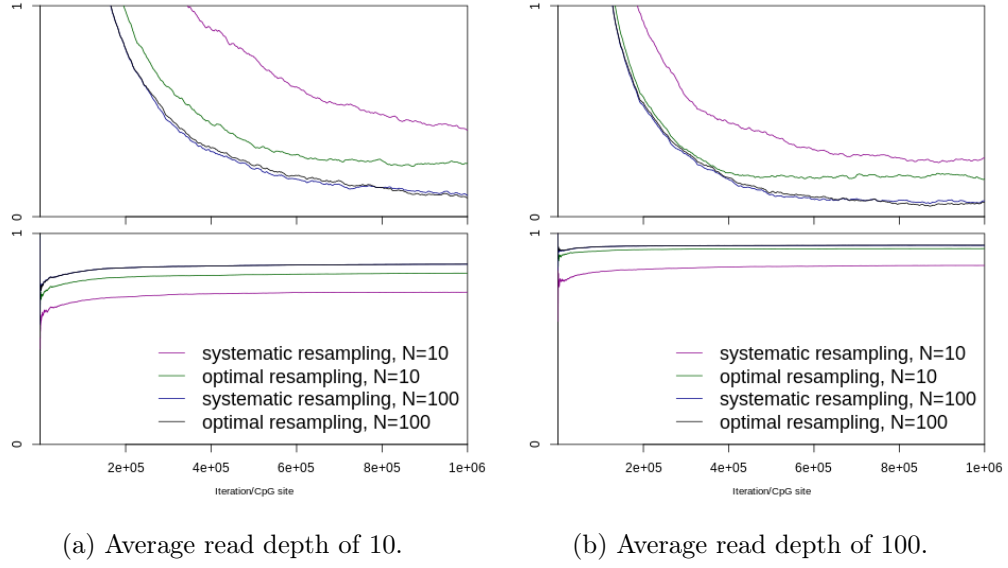 1
0
1
0
systematic resampling, N=10
optimal resampling, N=10
systematic resampling, N=100
optimal resampling, N=100
2e+05 4e+05 6e+05 8e+05 1e+06
Iteration/CpG site
(a) Average read depth of 10.
1
0
1
0
systematic resampling, N=10
optimal resampling, N=10
systematic resampling, N=100
optimal resampling, N=100
2e+05 4e+05 6e+05 8e+05 1e+06
Iteration/CpG site
(b) Average read depth of 100.